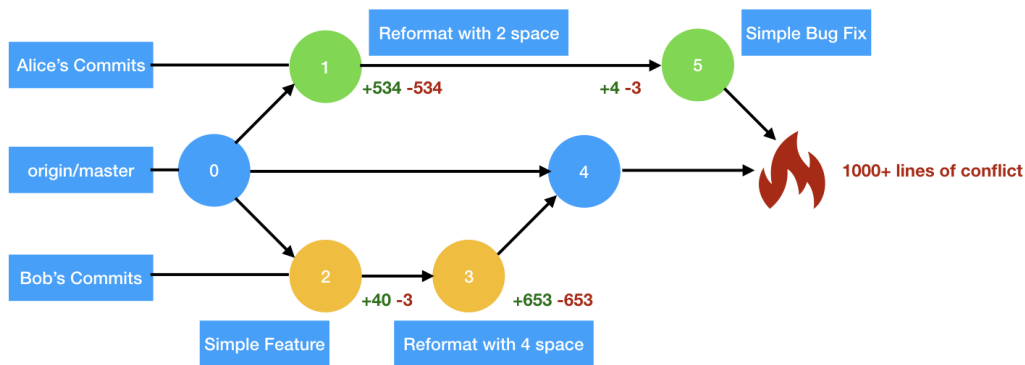 Reformat with 2 space
Simple Bug Fix
Alice's Commits
1
5
+534 -534
+4 -3
origin/master
0
4
1000+ lines of conflict
Bob's Commits
2
3
+40 -3
+653 -653
Simple Feature
Reformat with 4 space